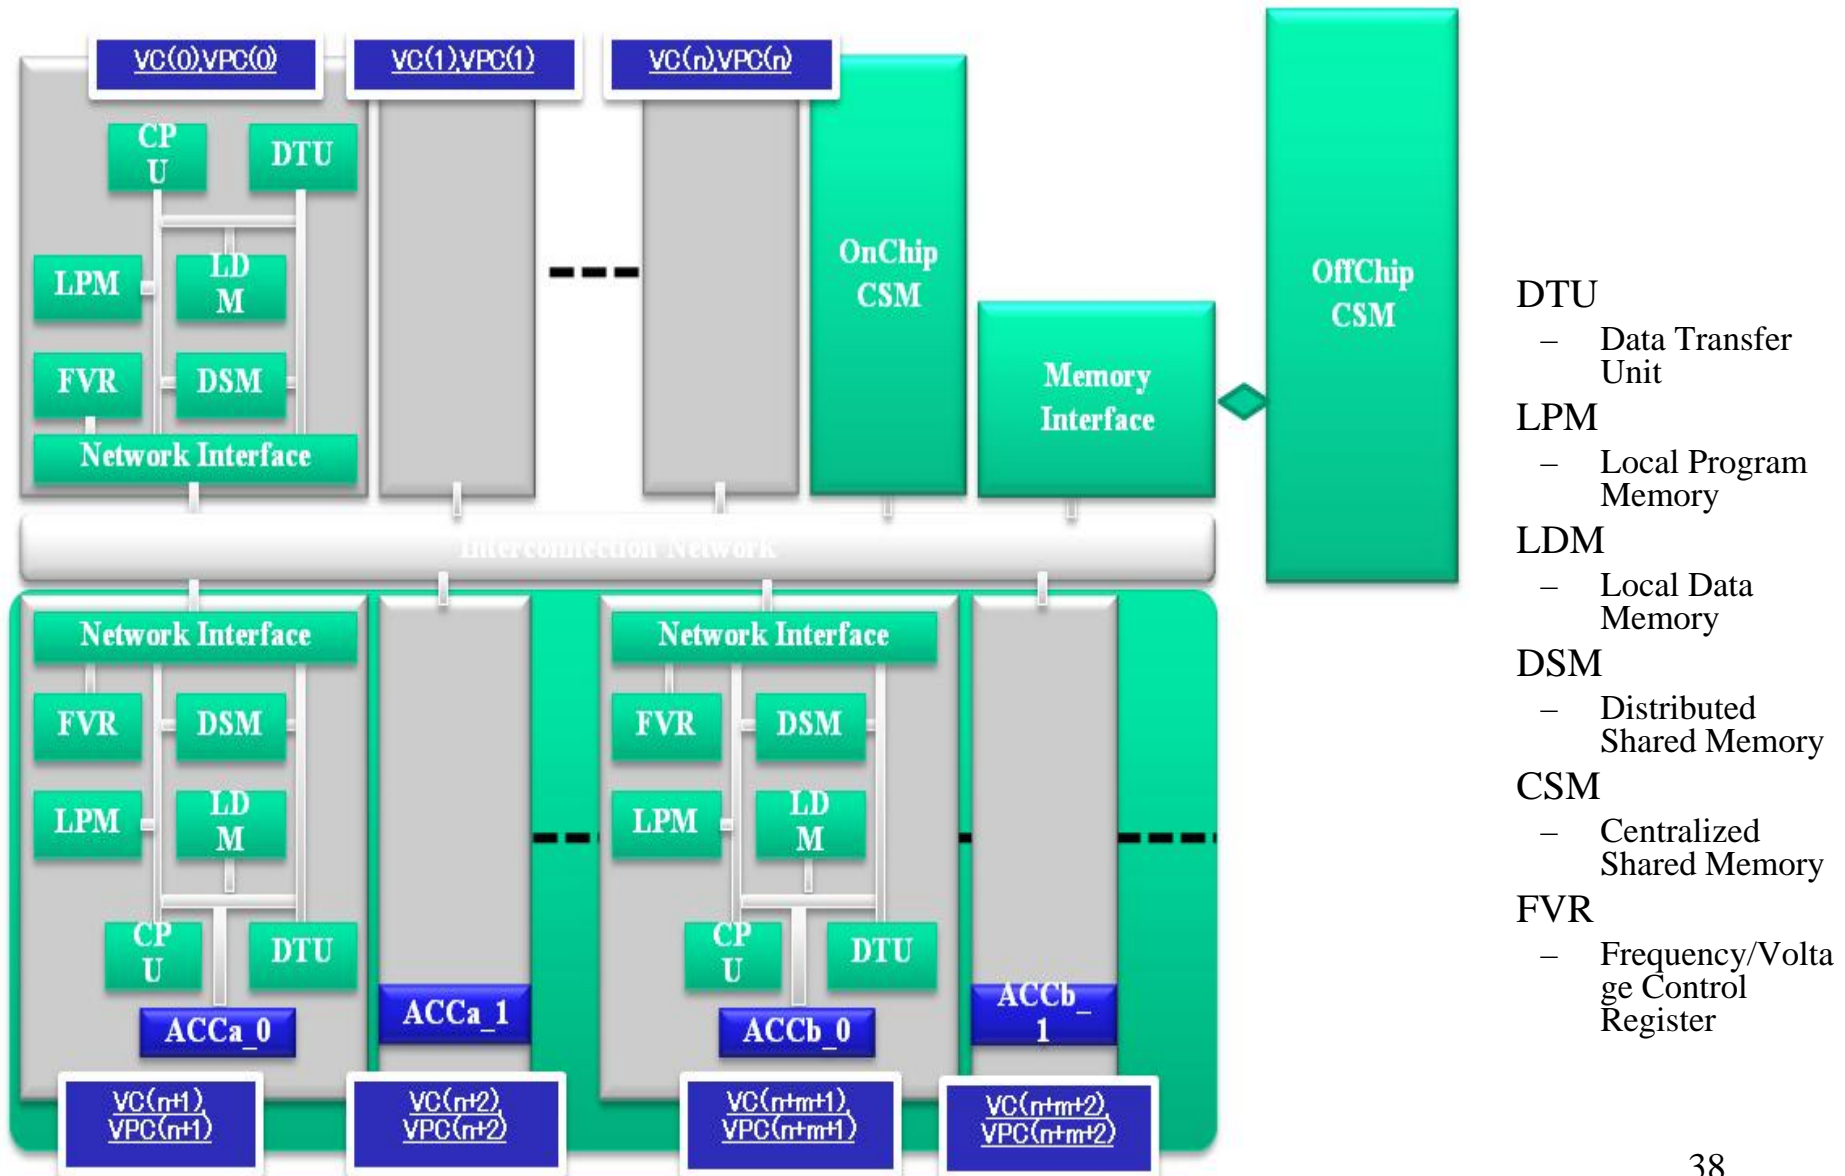 VC(0),VPC(0)
VC(1),VPC(1)
VC(n),VPC(n)
CP
U
DTU
LPM
LD
M
FVR
DSM
Network Interface
OnChip
CSM
Memory
Interface
OffChip
CSM
Interconnection Network
Network Interface
FVR
DSM
LPM
LD
M
CP
U
DTU
ACCa_0
ACCa_1
Network Interface
FVR
DSM
LPM
LD
M
CP
U
DTU
ACCb_0
ACCb_
1
VC(n+1),
VPC(n+1)
VC(n+2),
VPC(n+2)
VC(n+m+1),
VPC(n+m+1)
VC(n+m+2),
VPC(n+m+2)
DTU
– Data Transfer
Unit
LPM
– Local Program
Memory
LDM
– Local Data
Memory
DSM
– Distributed
Shared Memory
CSM
– Centralized
Shared Memory
FVR
– Frequency/Volta
ge Control
Register
38